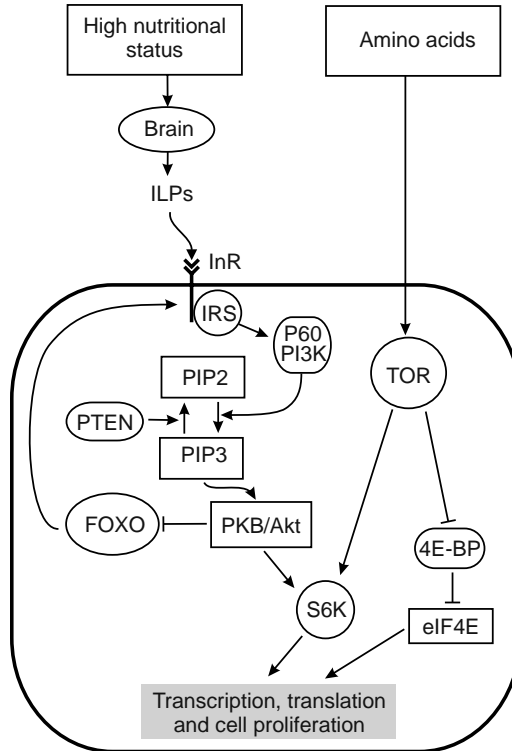 High nutritional
status
Amino acids
Brain
ILPs
InR
IRS
P60
PI3K
PIP2
TOR
PTEN
PIP3
FOXO
PKB/Akt
4E-BP
S6K
eIF4E
Transcription, translation
and cell proliferation